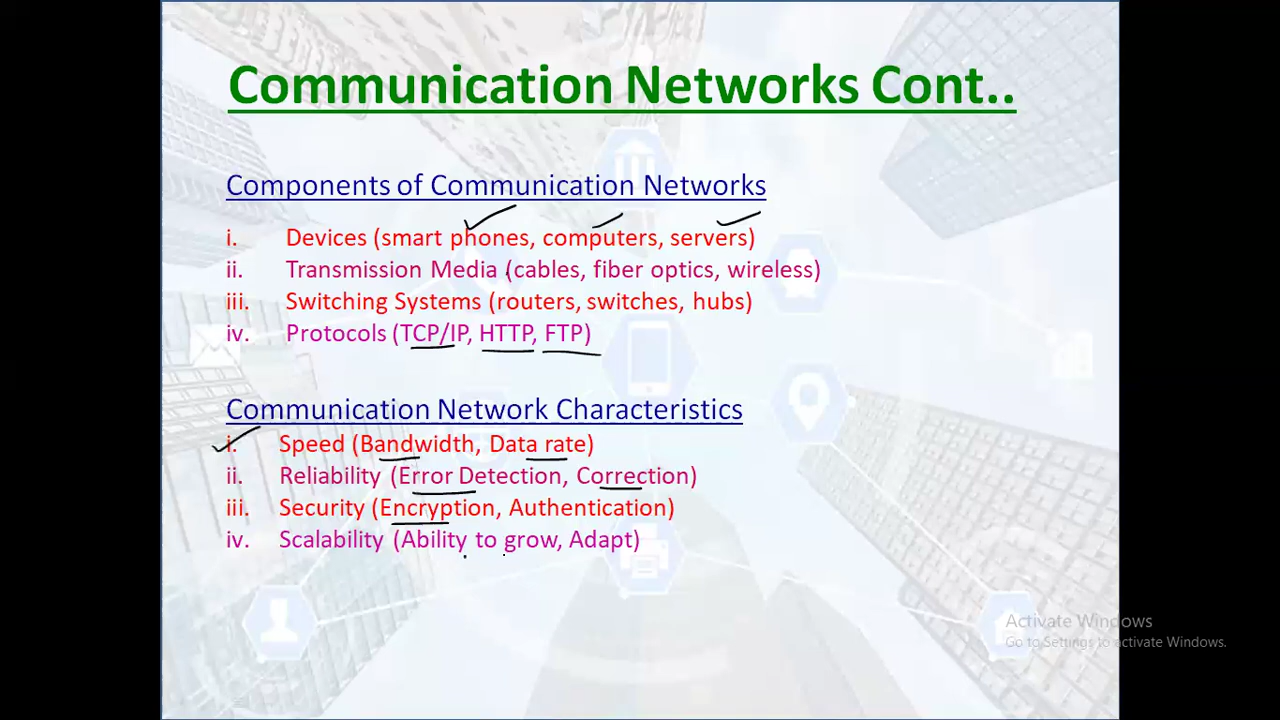 Communication Networks Cont..
Components of Communication Networks
i. Devices (smart phones, computers, servers)
ii. Transmission Media (cables, fiber optics, wireless)
iii. Switching Systems (routers, switches, hubs)
iv. Protocols (TCP/IP, HTTP, FTP)
Communication Network Characteristics
i. Speed (Bandwidth, Data rate)
ii. Reliability (Error Detection, Correction)
iii. Security (Encryption, Authentication)
iv. Scalability (Ability to grow, Adapt)
Activate Windows
Go to Settings to activate Windows.